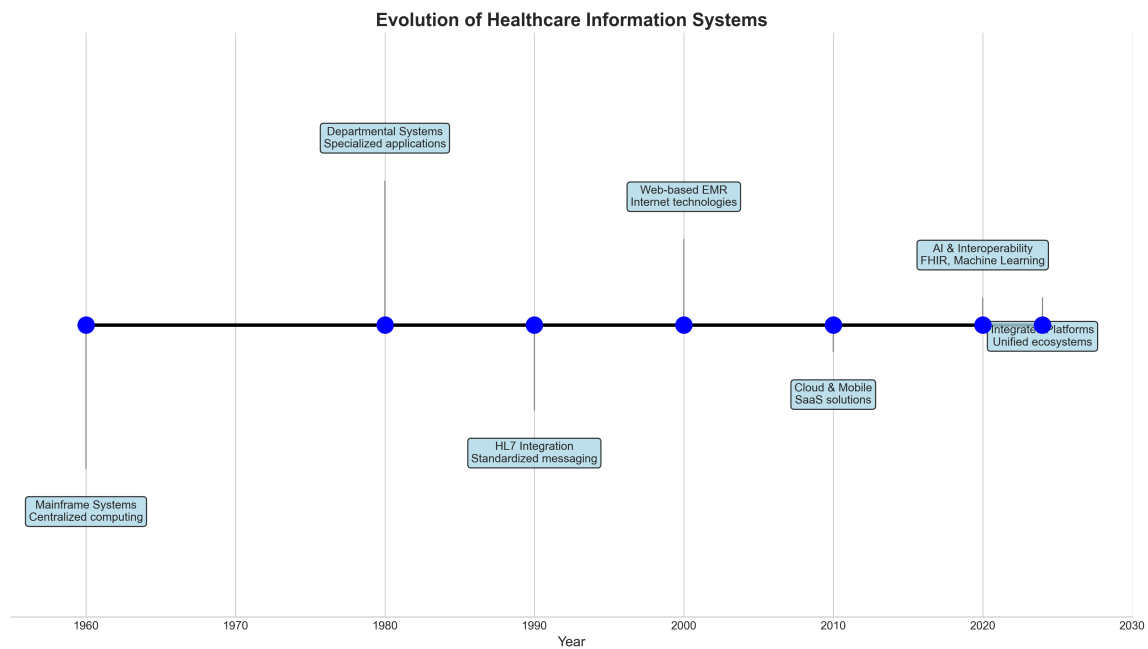 Evolution of Healthcare Information Systems
Departmental Systems
Specialized applications
Web-based EMR
Internet technologies
AI & Interoperability
FHIR, Machine Learning
Unified ecosystems
Cloud & Mobile
SaaS solutions
HL7 Integration
Standardized messaging
Mainframe Systems
Centralized computing
1960 1970 1980 1990 2000 2010 2020 2030
Year